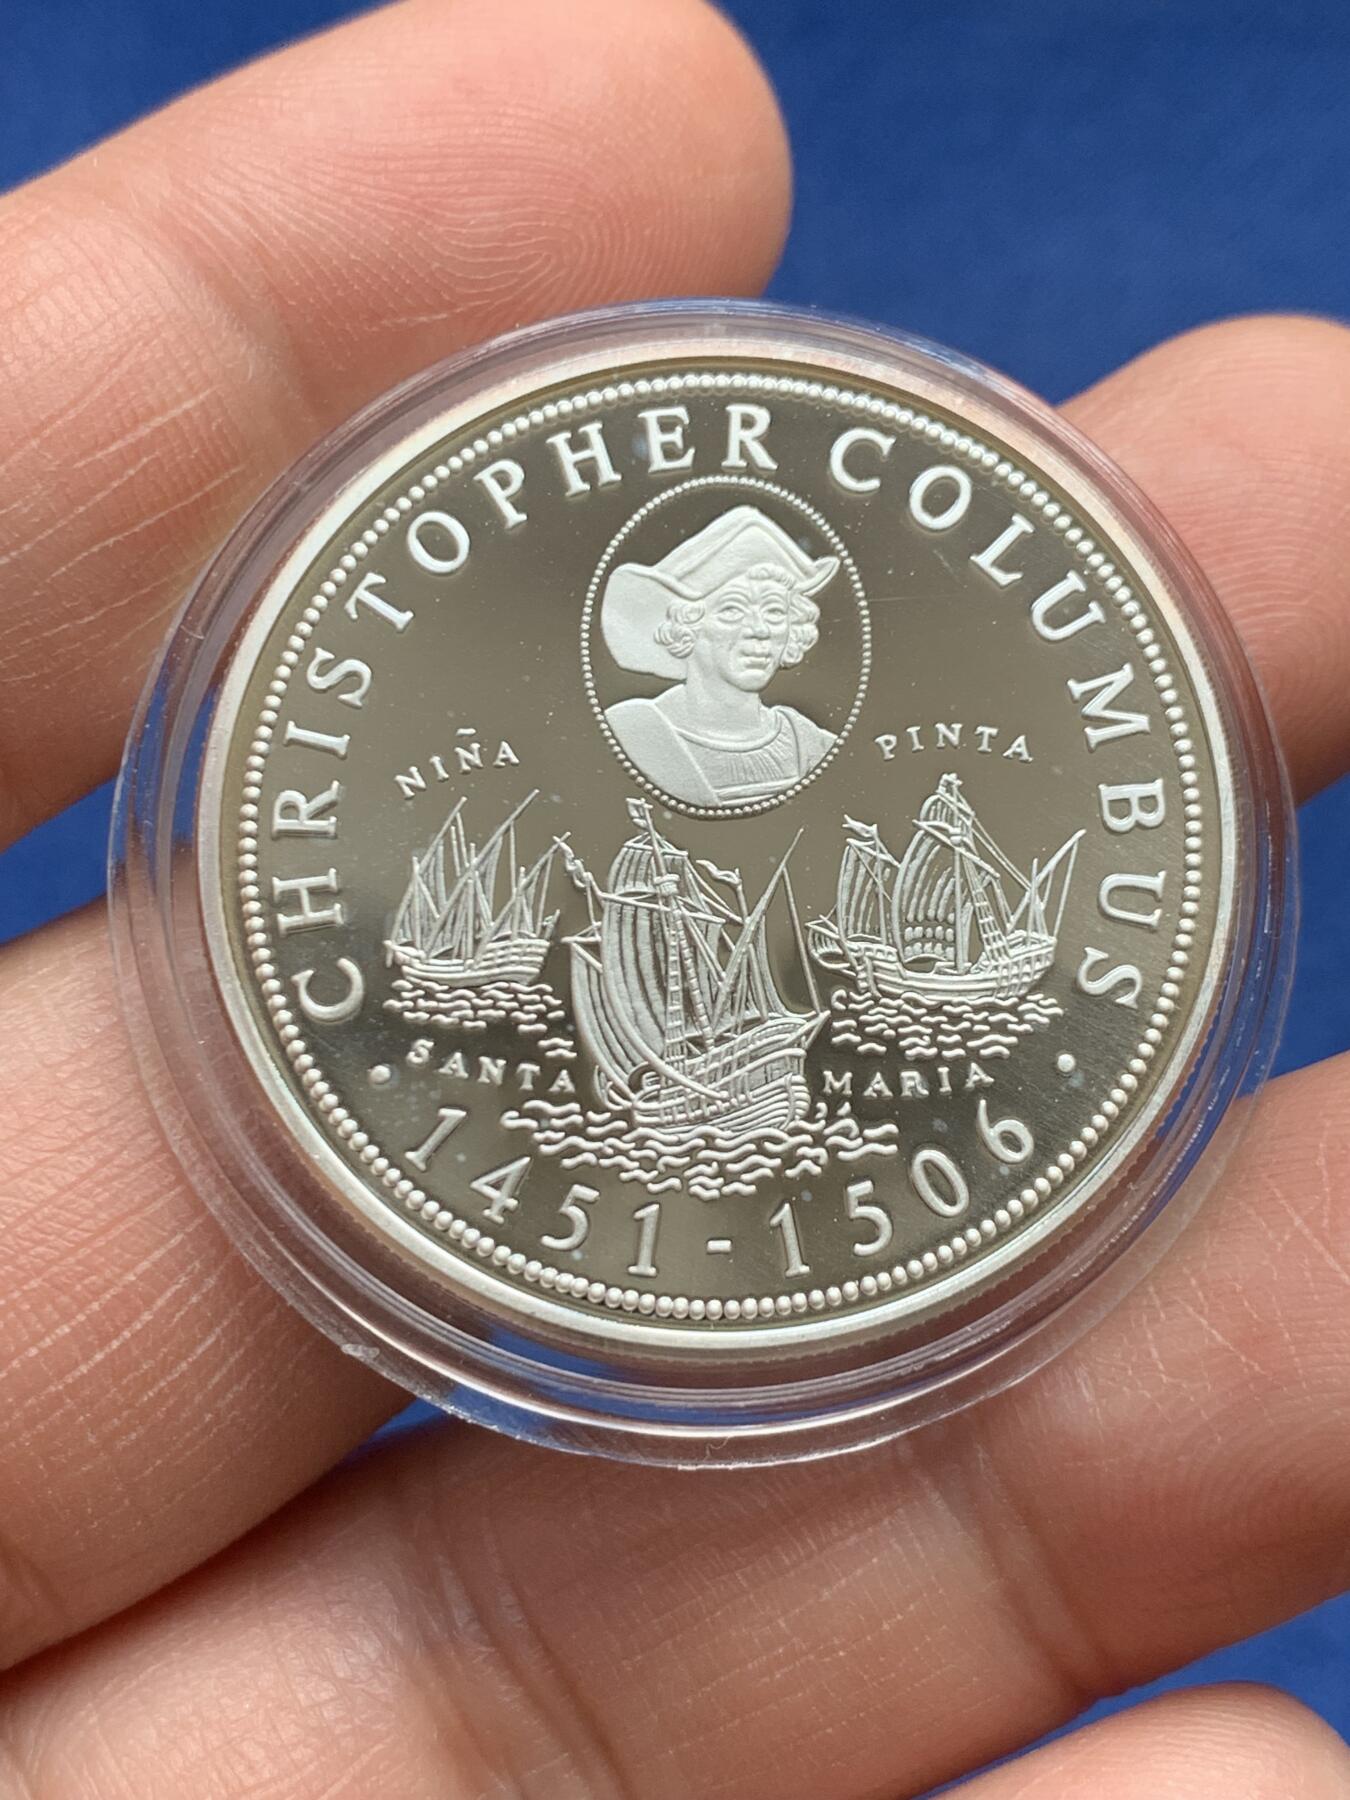 CHRISTOPHER COLUMBUS
NIÑA
PINTA
SANTA MARIA
· 1451-1506 ·